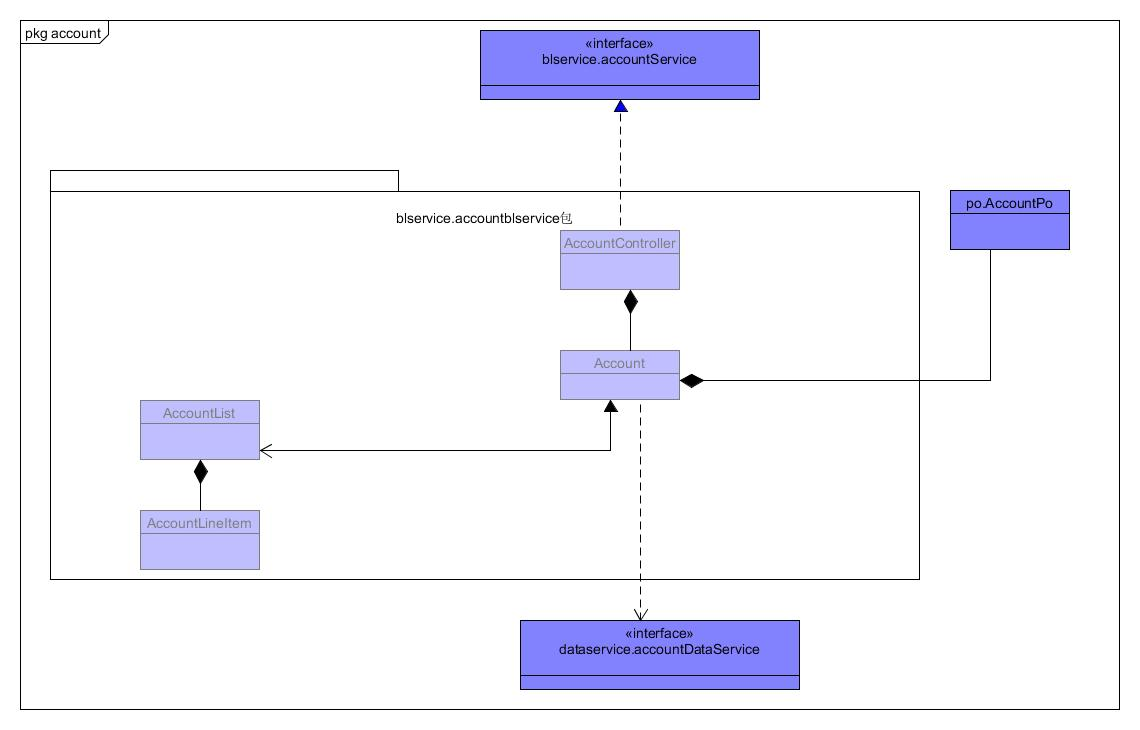 pkg account
«interface»
blservice.accountService
po.AccountPo
blservice.accountblservice包
AccountController
Account
AccountList
AccountLineItem
«interface»
dataservice.accountDataService